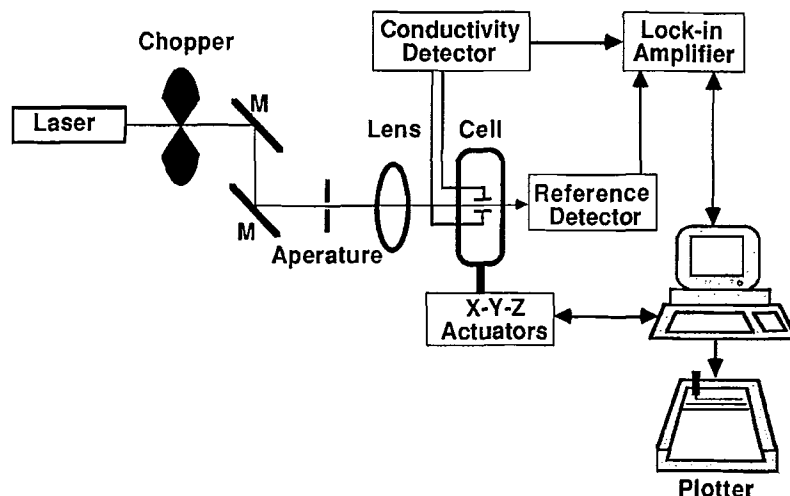 Chopper
Laser
M
M
Aperature
Lens
Cell
Conductivity
Detector
Lock-in
Amplifier
Reference
Detector
X-Y-Z
Actuators
Plotter